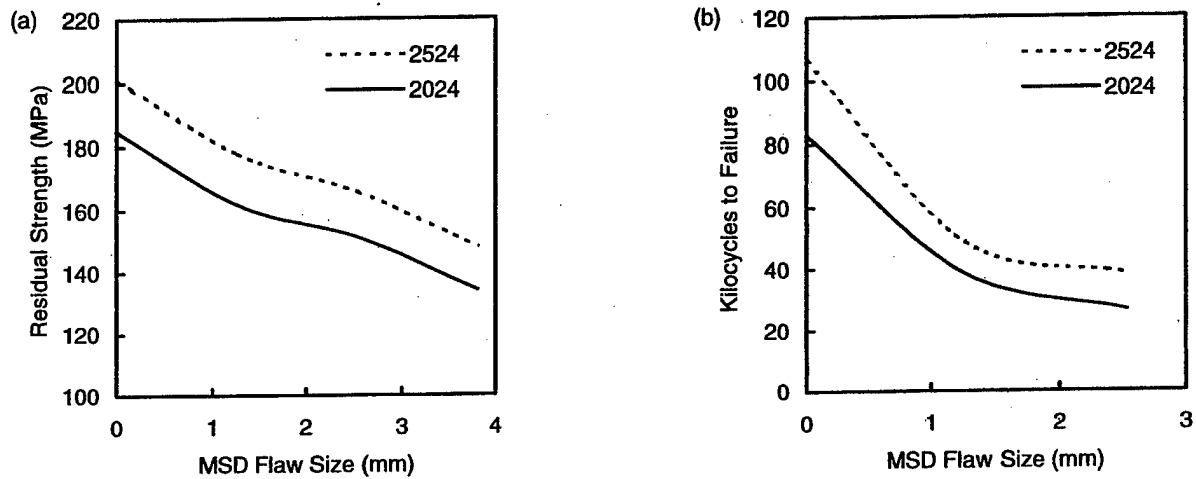 (a)
220
200
180
160
140
120
100
Residual Strength (MPa)
2524
2024
0 1 2 3 4
MSD Flaw Size (mm)
(b)
120
100
80
60
40
20
0
Kilocycles to Failure
2524
2024
0 1 2 3
MSD Flaw Size (mm)